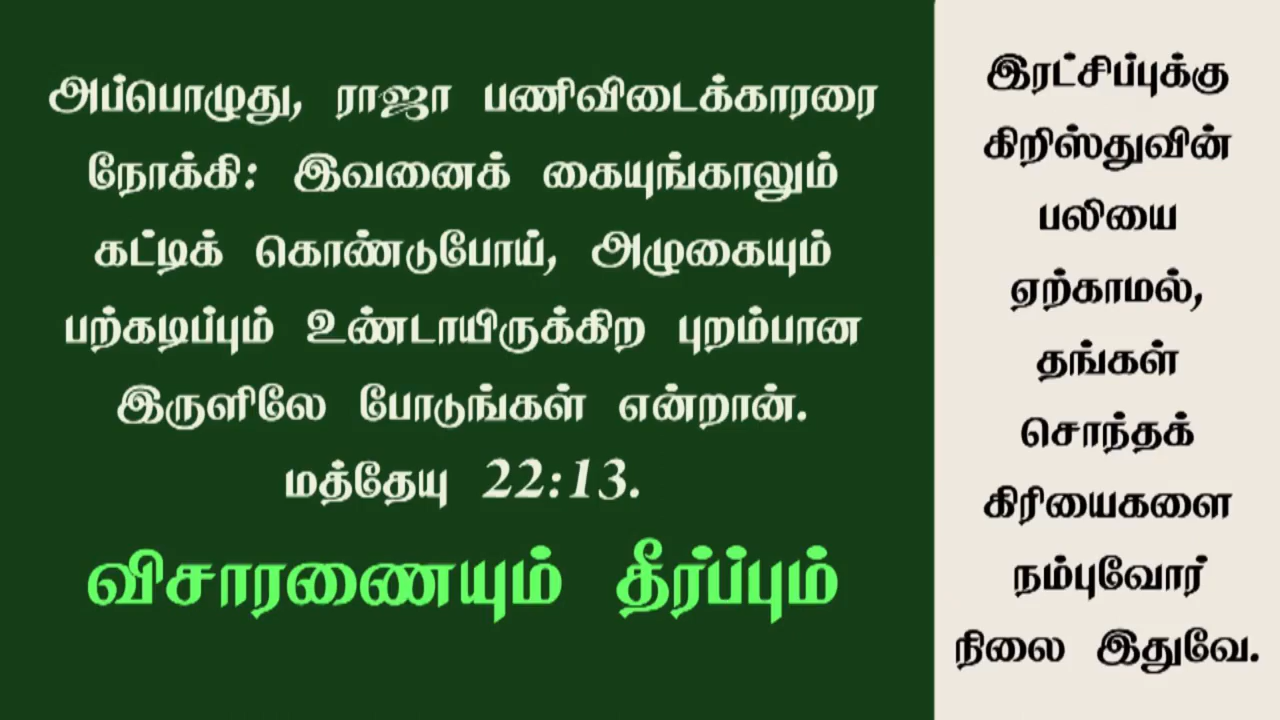 அப்பொழுது, ராஜா பணிவிடைக்காரரை
நோக்கி: இவனைக் கையுங்காலும்
கட்டிக் கொண்டுபோய், அழுகையும்
பற்கடிப்பும் உண்டாயிருக்கிற புறம்பான
இருளிலே போடுங்கள் என்றான்.
மத்தேயு 22:13.
விசாரணையும் தீர்ப்பும்
இரட்சிப்புக்கு
கிறிஸ்துவின்
பலியை
ஏற்காமல்,
தங்கள்
சொந்தக்
கிரியைகளை
நம்புவோர்
நிலை இதுவே.